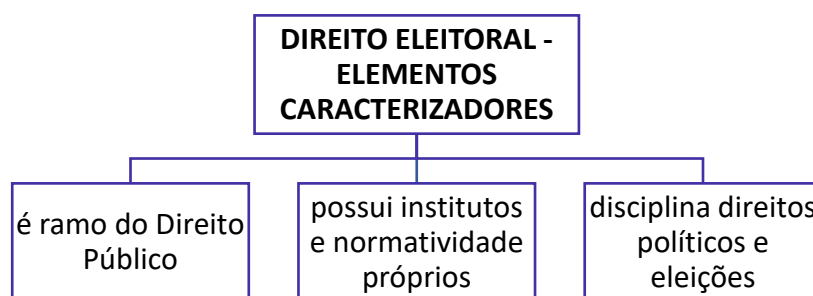 DIREITO ELEITORAL -
ELEMENTOS
CARACTERIZADORES
é ramo do Direito
Público
possui institutos
e normatividade
próprios
disciplina direitos
políticos e
eleições